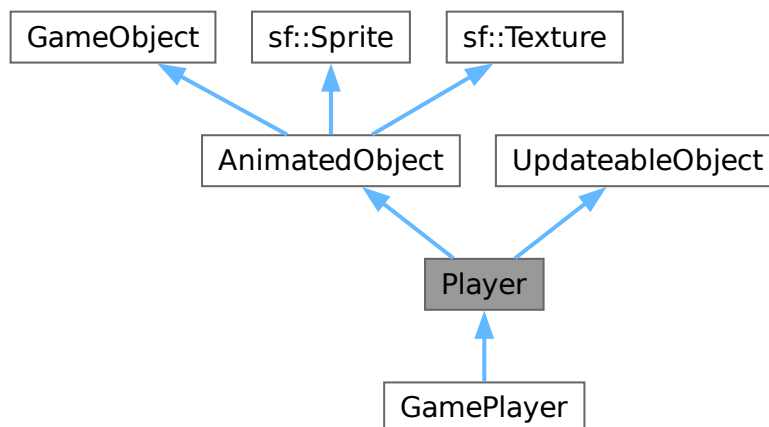 GameObject
sf::Sprite
sf::Texture
AnimatedObject
UpdateableObject
Player
GamePlayer